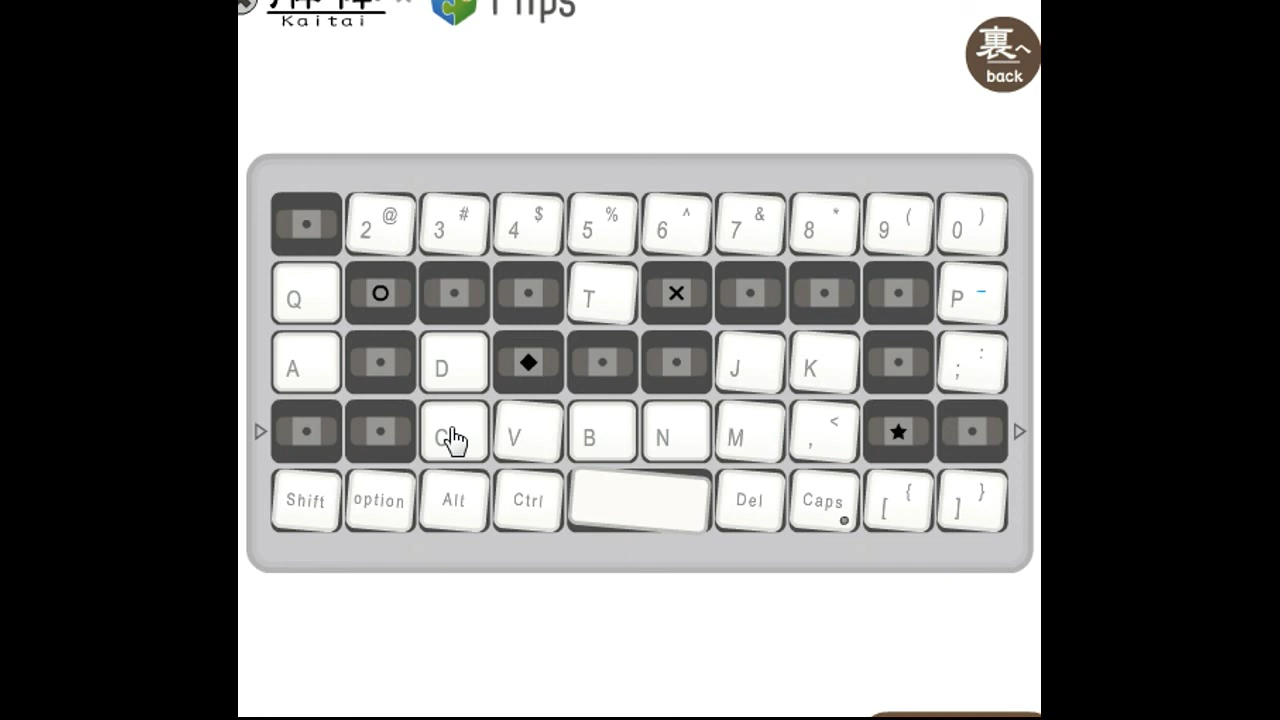 Kaitai
裏へ
back
@ # $ % ^ & * ( )
2 3 4 5 6 7 8 9 0
Q T P -
A D J K ; :
V B N M , <
Shift option Alt Ctrl Del Caps [ { ] }